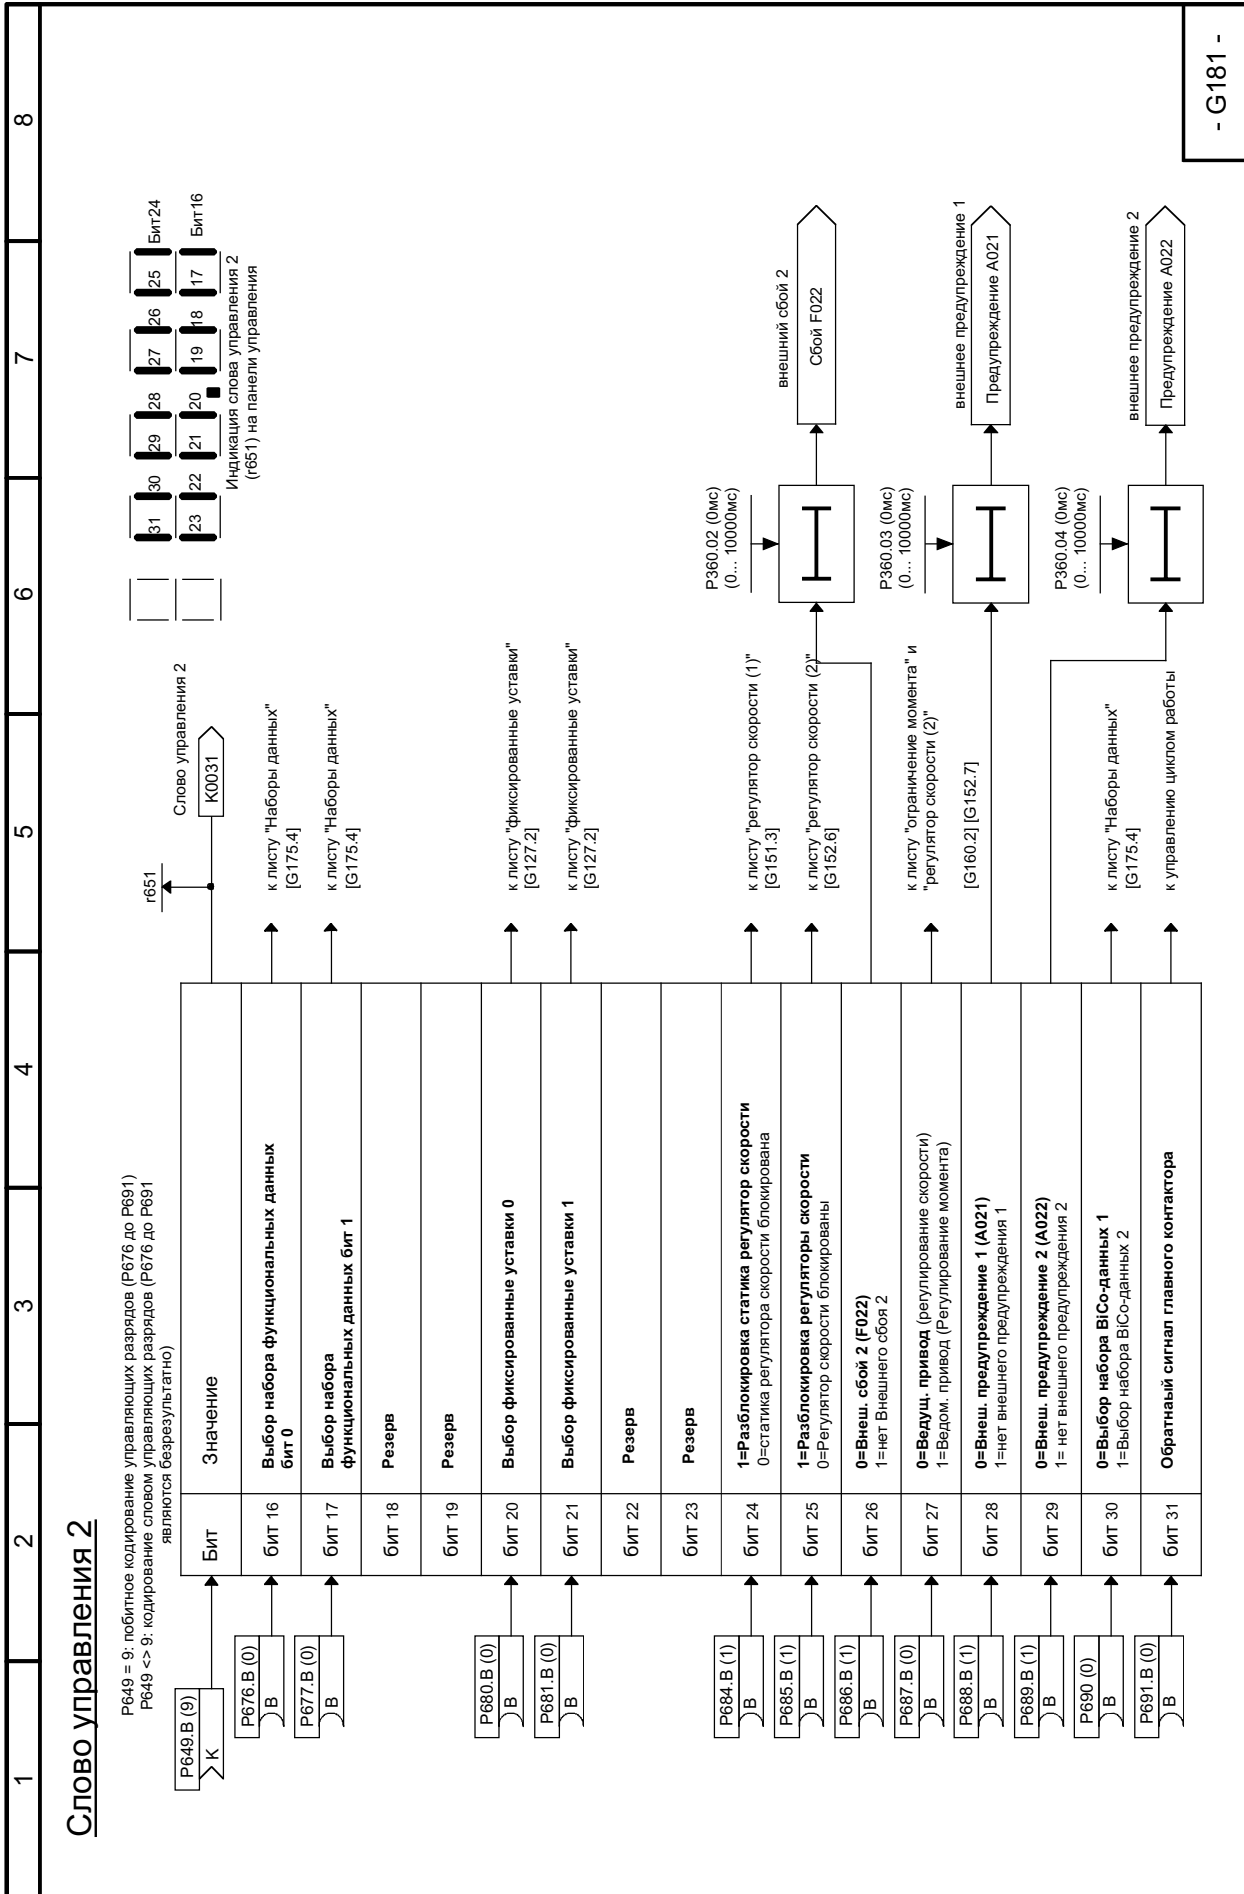 1 2 3 4 5 6 7 8
Слово управления 2
P649 = 9: побитное кодирование управляющих разрядов (P676 до P691)
P649 <> 9: кодирование словом управляющих разрядов (P676 до P691
являются безрезультатно)
31 30 29 28 27 26 25 Бит24
23 22 21 20 19 18 17 Бит16
Индикация слова управления 2
(r651) на панели управления
r651
Слово управления 2
K0031
P649.B (9)
K
Бит Значение
P676.B (0)
B
бит 16
Выбор набора функциональных данных
бит 0
к листу "Наборы данных"
[G175.4]
P677.B (0)
B
бит 17
Выбор набора
функциональных данных бит 1
к листу "Наборы данных"
[G175.4]
бит 18 Резерв
бит 19 Резерв
P680.B (0)
B
бит 20 Выбор фиксированные уставки 0
к листу "фиксированные уставки"
[G127.2]
P681.B (0)
B
бит 21 Выбор фиксированные уставки 1
к листу "фиксированные уставки"
[G127.2]
бит 22 Резерв
бит 23 Резерв
P684.B (1)
B
бит 24
1=Разблокировка статика регулятор скорости
0=статика регулятора скорости блокирована
к листу "регулятор скорости (1)"
[G151.3]
P685.B (1)
B
бит 25
1=Разблокировка регуляторы скорости
0=Регулятор скорости блокированы
к листу "регулятор скорости (2)"
[G152.6]
P686.B (1)
B
бит 26
0=Внеш. сбой 2 (F022)
1=нет Внешнего сбоя 2
P360.02 (0мс)
(0... 10000мс)
внешний сбой 2
Сбой F022
P687.B (0)
B
бит 27
0=Ведущ. привод (регулирование скорости)
1=Ведом. привод (Регулирование момента)
к листу "ограничение момента" и
"регулятор скорости (2)"
[G160.2] [G152.7]
P688.B (1)
B
бит 28
0=Внеш. предупреждение 1 (A021)
1=нет внешнего предупреждения 1
P360.03 (0мс)
(0... 10000мс)
внешнее предупреждение 1
Предупреждение A021
P689.B (1)
B
бит 29
0=Внеш. предупреждение 2 (A022)
1= нет внешнего предупреждения 2
P360.04 (0мс)
(0... 10000мс)
внешнее предупреждение 2
Предупреждение A022
P690 (0)
B
бит 30
0=Выбор набора BiCo-данных 1
1=Выбор набора BiCo-данных 2
к листу "Наборы данных"
[G175.4]
P691.B (0)
B
бит 31 Обратнаый сигнал главного контактора
к управлению циклом работы
- G181 -